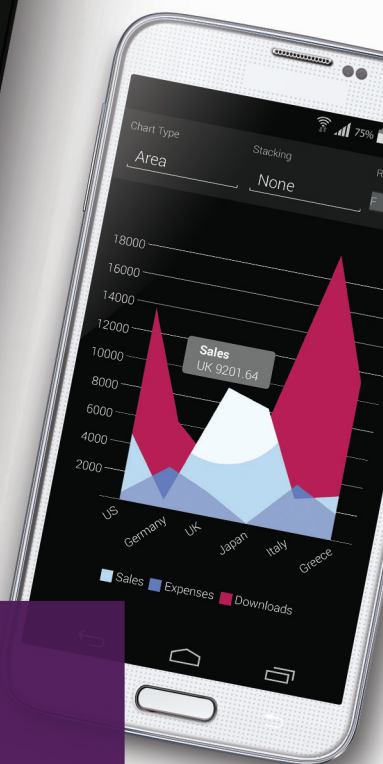 75%
Chart Type
Stacking
R
Area
None
F
18000
16000
14000
12000
10000
8000
6000
4000
2000
Sales
UK 9201.64
US
Germany
UK
Japan
Italy
Greece
Sales
Expenses
Downloads